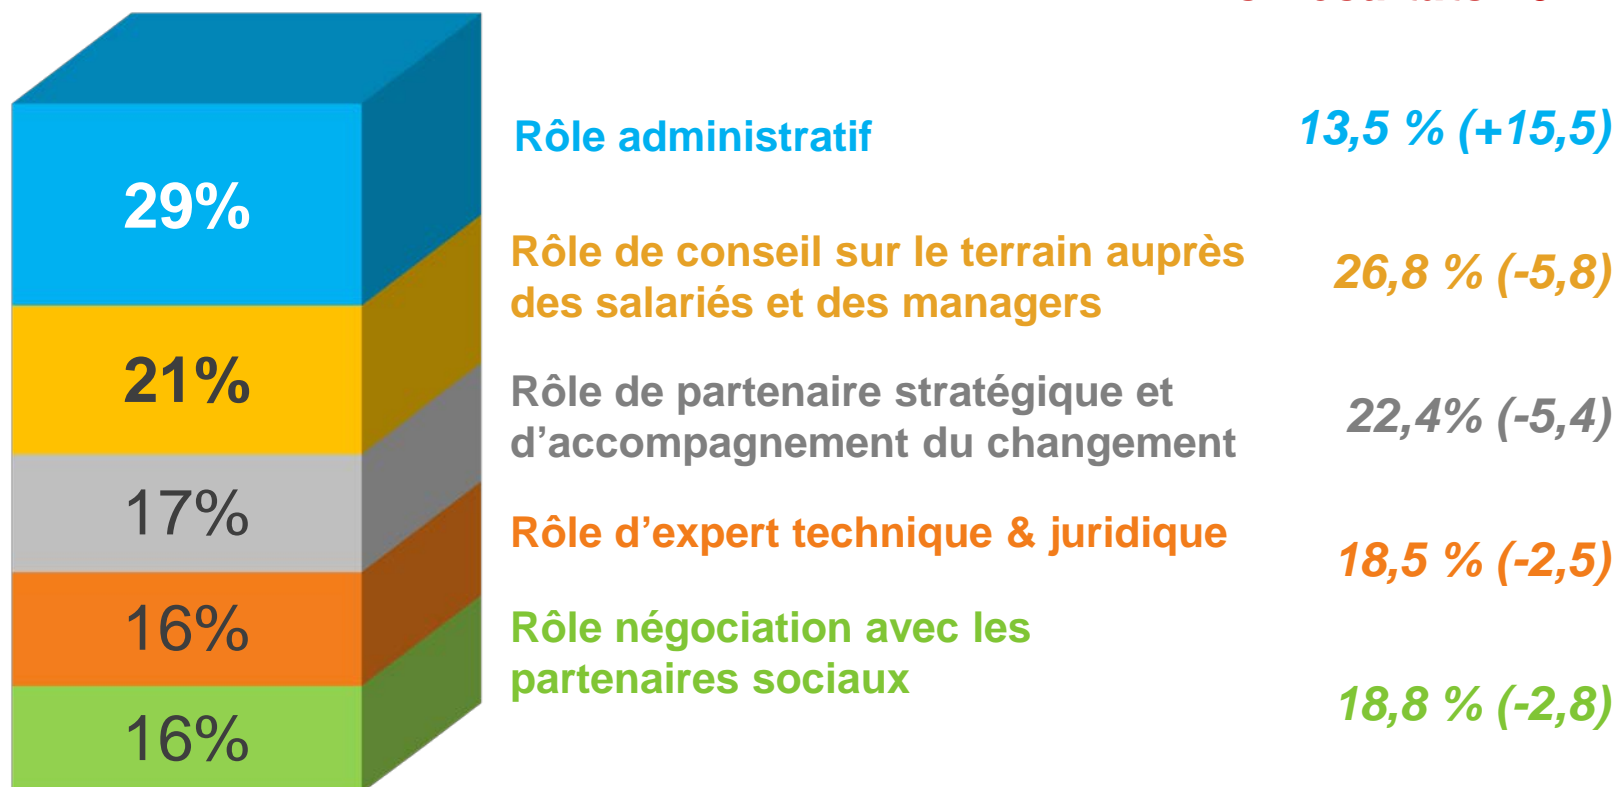 Rôle administratif
13,5 % (+15,5)
29%
Rôle de conseil sur le terrain auprès
des salariés et des managers
26,8 % (-5,8)
21%
Rôle de partenaire stratégique et
d’accompagnement du changement
22,4% (-5,4)
17%
Rôle d’expert technique & juridique
18,5 % (-2,5)
16%
Rôle négociation avec les
partenaires sociaux
18,8 % (-2,8)
16%